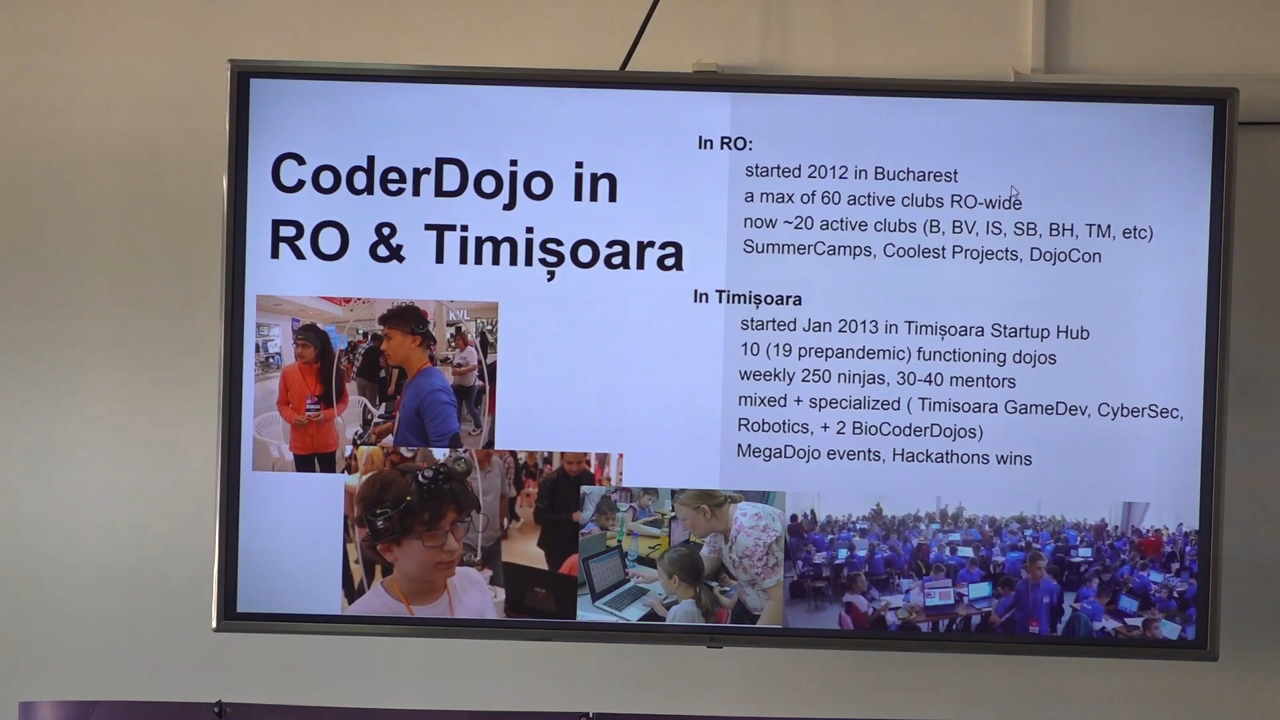 CoderDojo in
RO & Timișoara
In RO:
started 2012 in Bucharest
a max of 60 active clubs RO-wide
now ~20 active clubs (B, BV, IS, SB, BH, TM, etc)
SummerCamps, Coolest Projects, DojoCon
In Timișoara
started Jan 2013 in Timișoara Startup Hub
10 (19 prepandemic) functioning dojos
weekly 250 ninjas, 30-40 mentors
mixed + specialized ( Timisoara GameDev, CyberSec,
Robotics, + 2 BioCoderDojos)
MegaDojo events, Hackathons wins
KVL